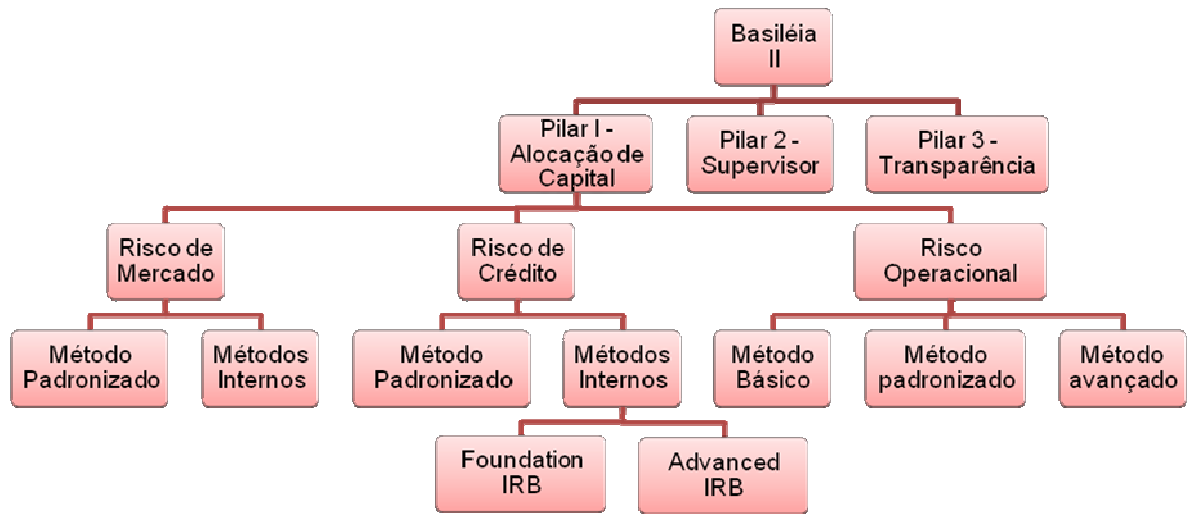 Basiléia
II
Pilar I -
Alocação de
Capital
Pilar 2 -
Supervisor
Pilar 3 -
Transparência
Risco de
Mercado
Risco de
Crédito
Risco
Operacional
Método
Padronizado
Métodos
Internos
Método
Padronizado
Métodos
Internos
Método
Básico
Método
padronizado
Método
avançado
Foundation
IRB
Advanced
IRB